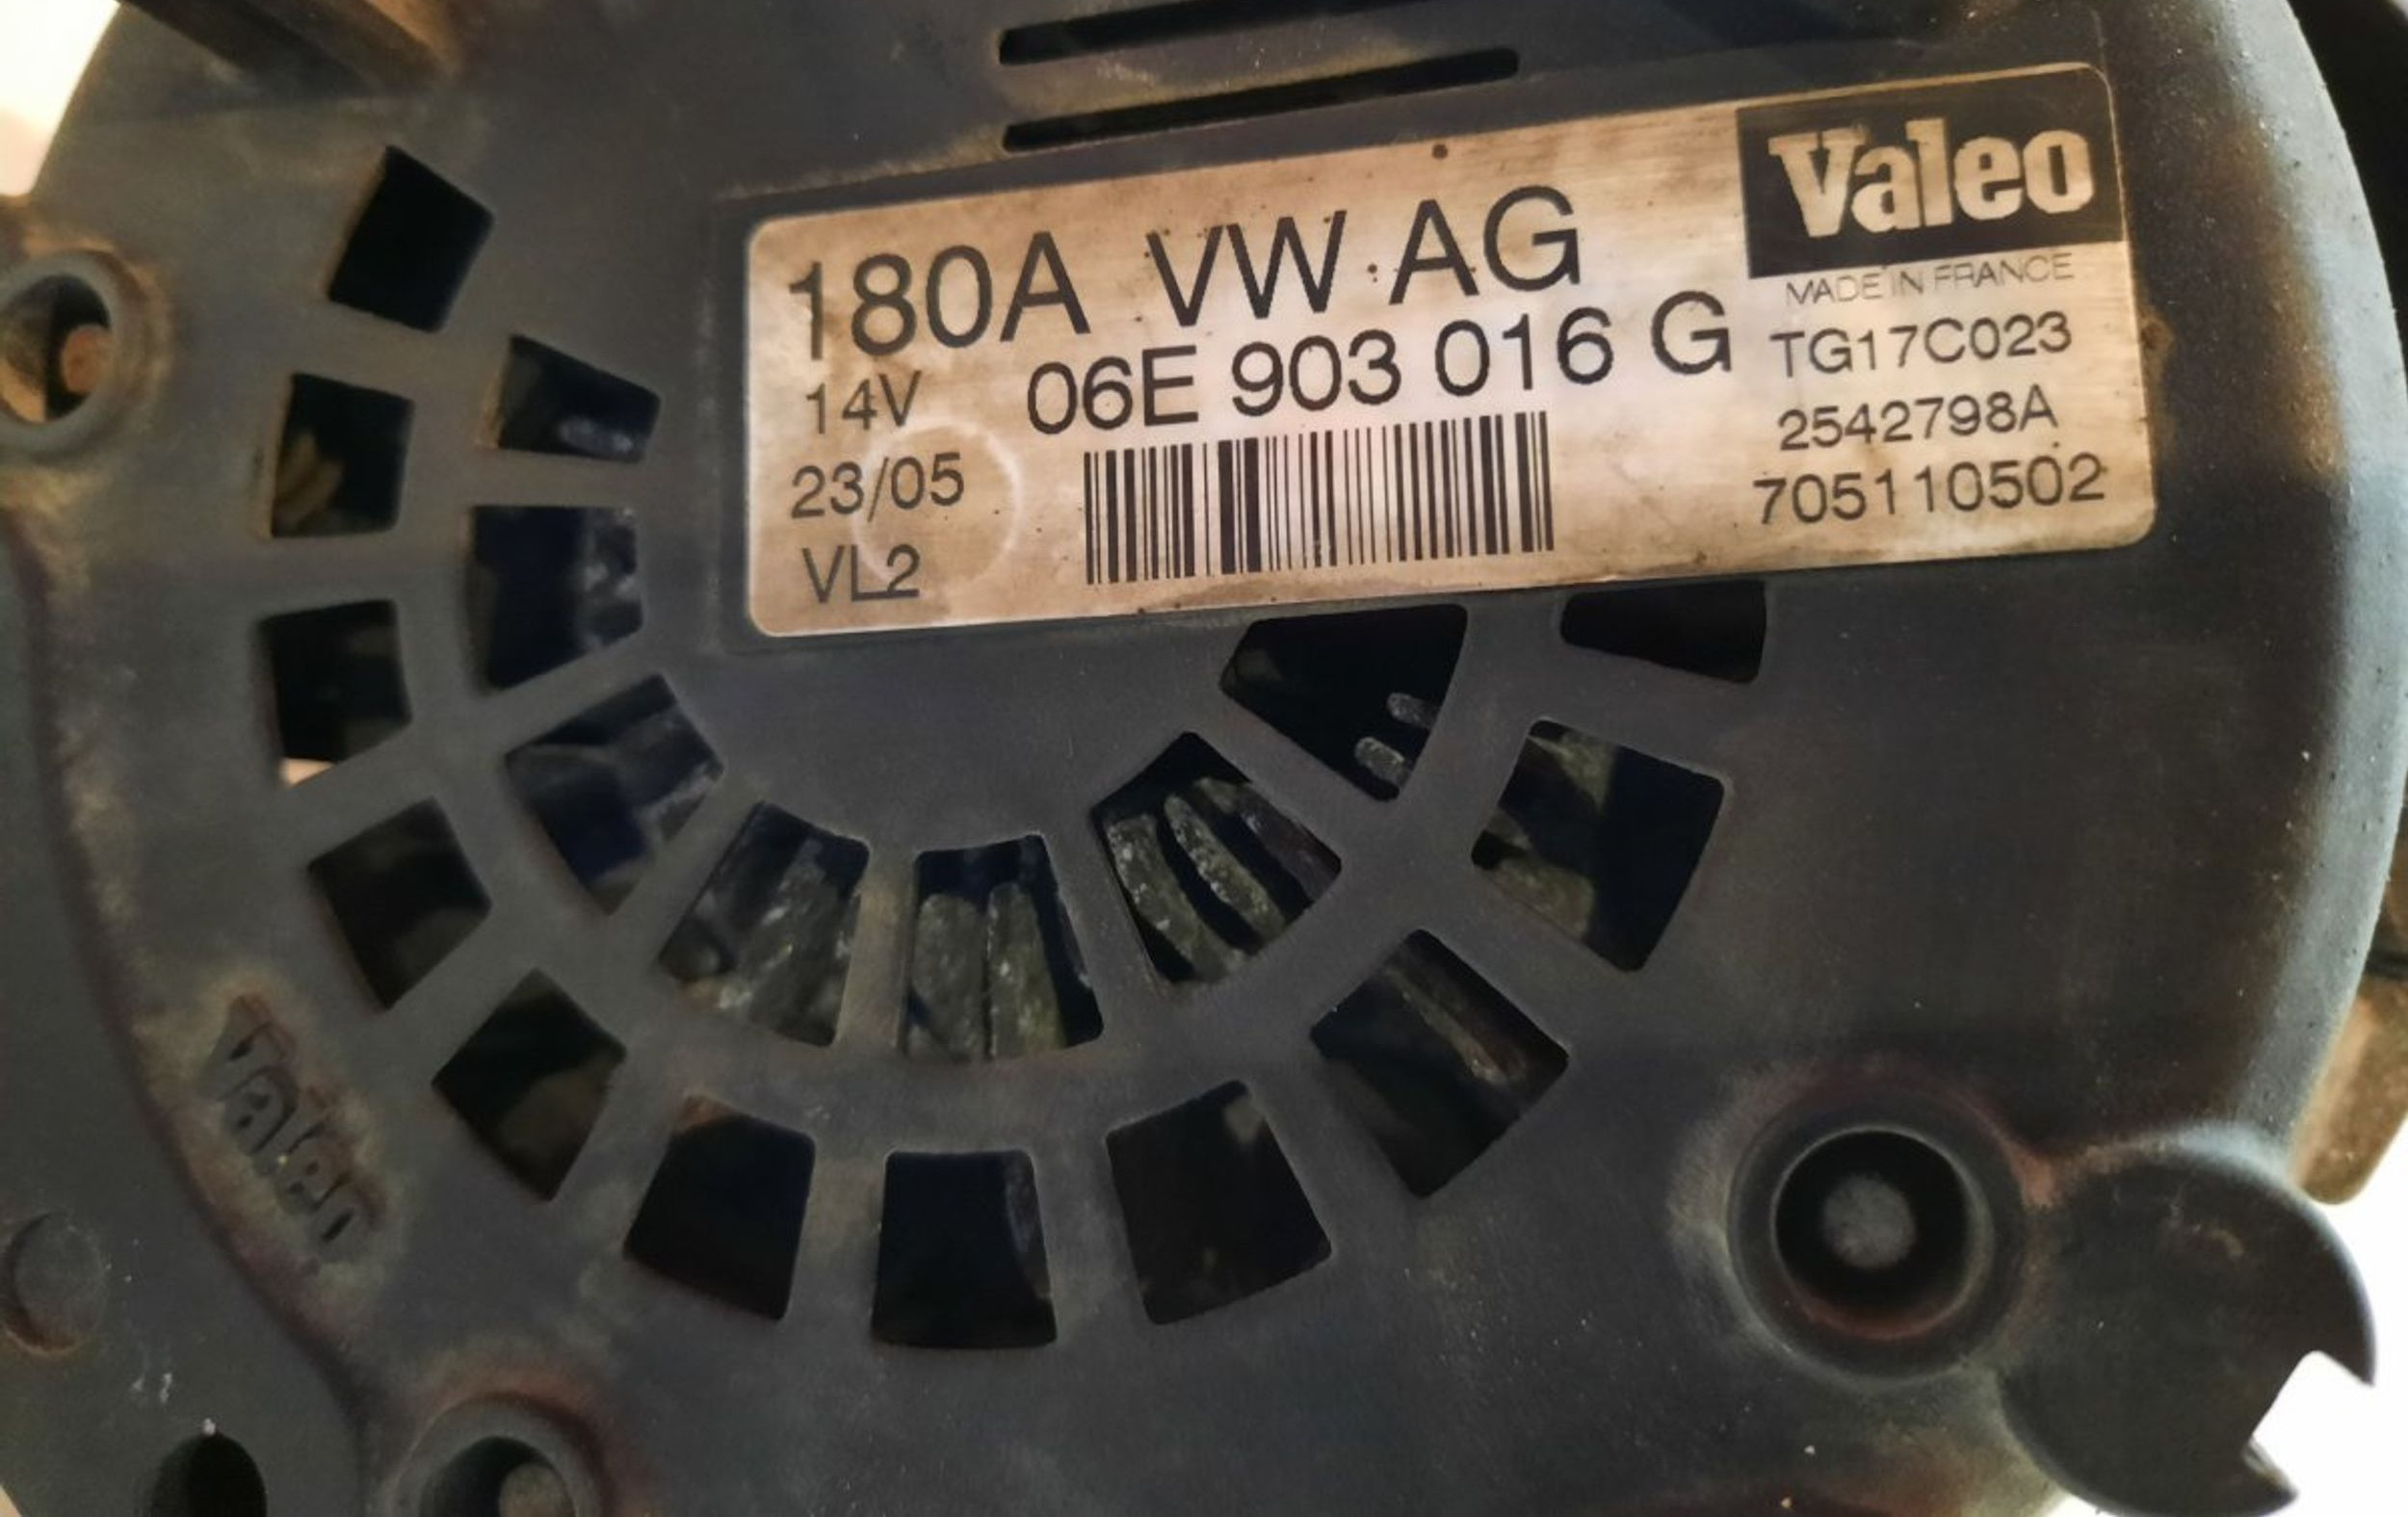 180A VW AG
14V 06E 903 016 G
23/05
VL2
Valeo
MADE IN FRANCE
TG17C023
2542798A
705110502
Valeo